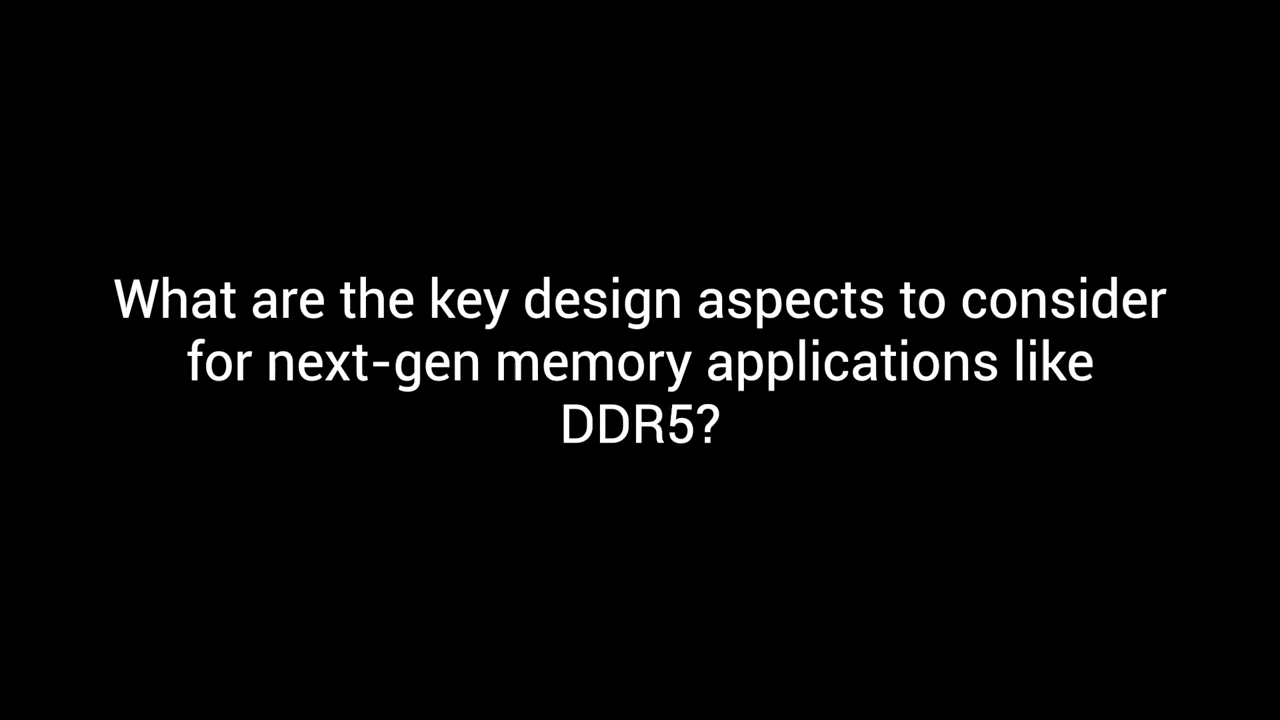 What are the key design aspects to consider
for next-gen memory applications like
DDR5?